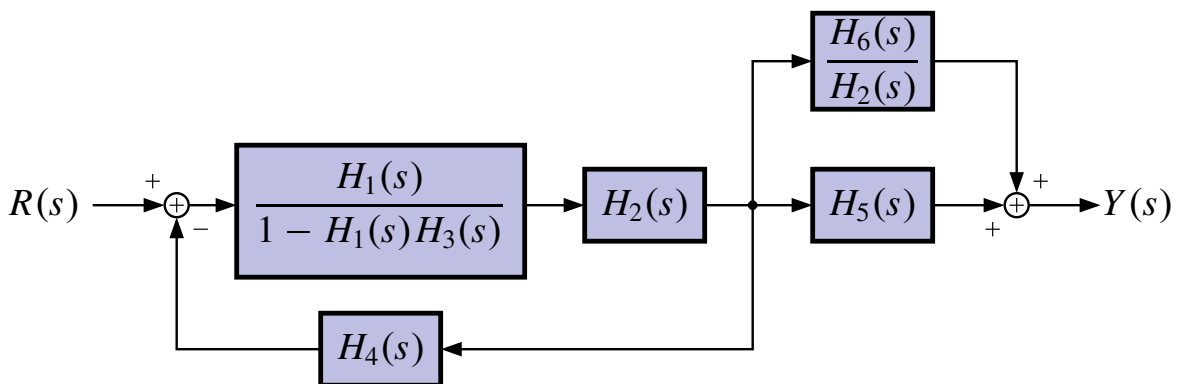 H₆(s)
H₂(s)
+
H₁(s)
1 − H₁(s)H₃(s)
R(s)
+
−
H₂(s)
H₅(s)
+
+
+
Y(s)
H₄(s)